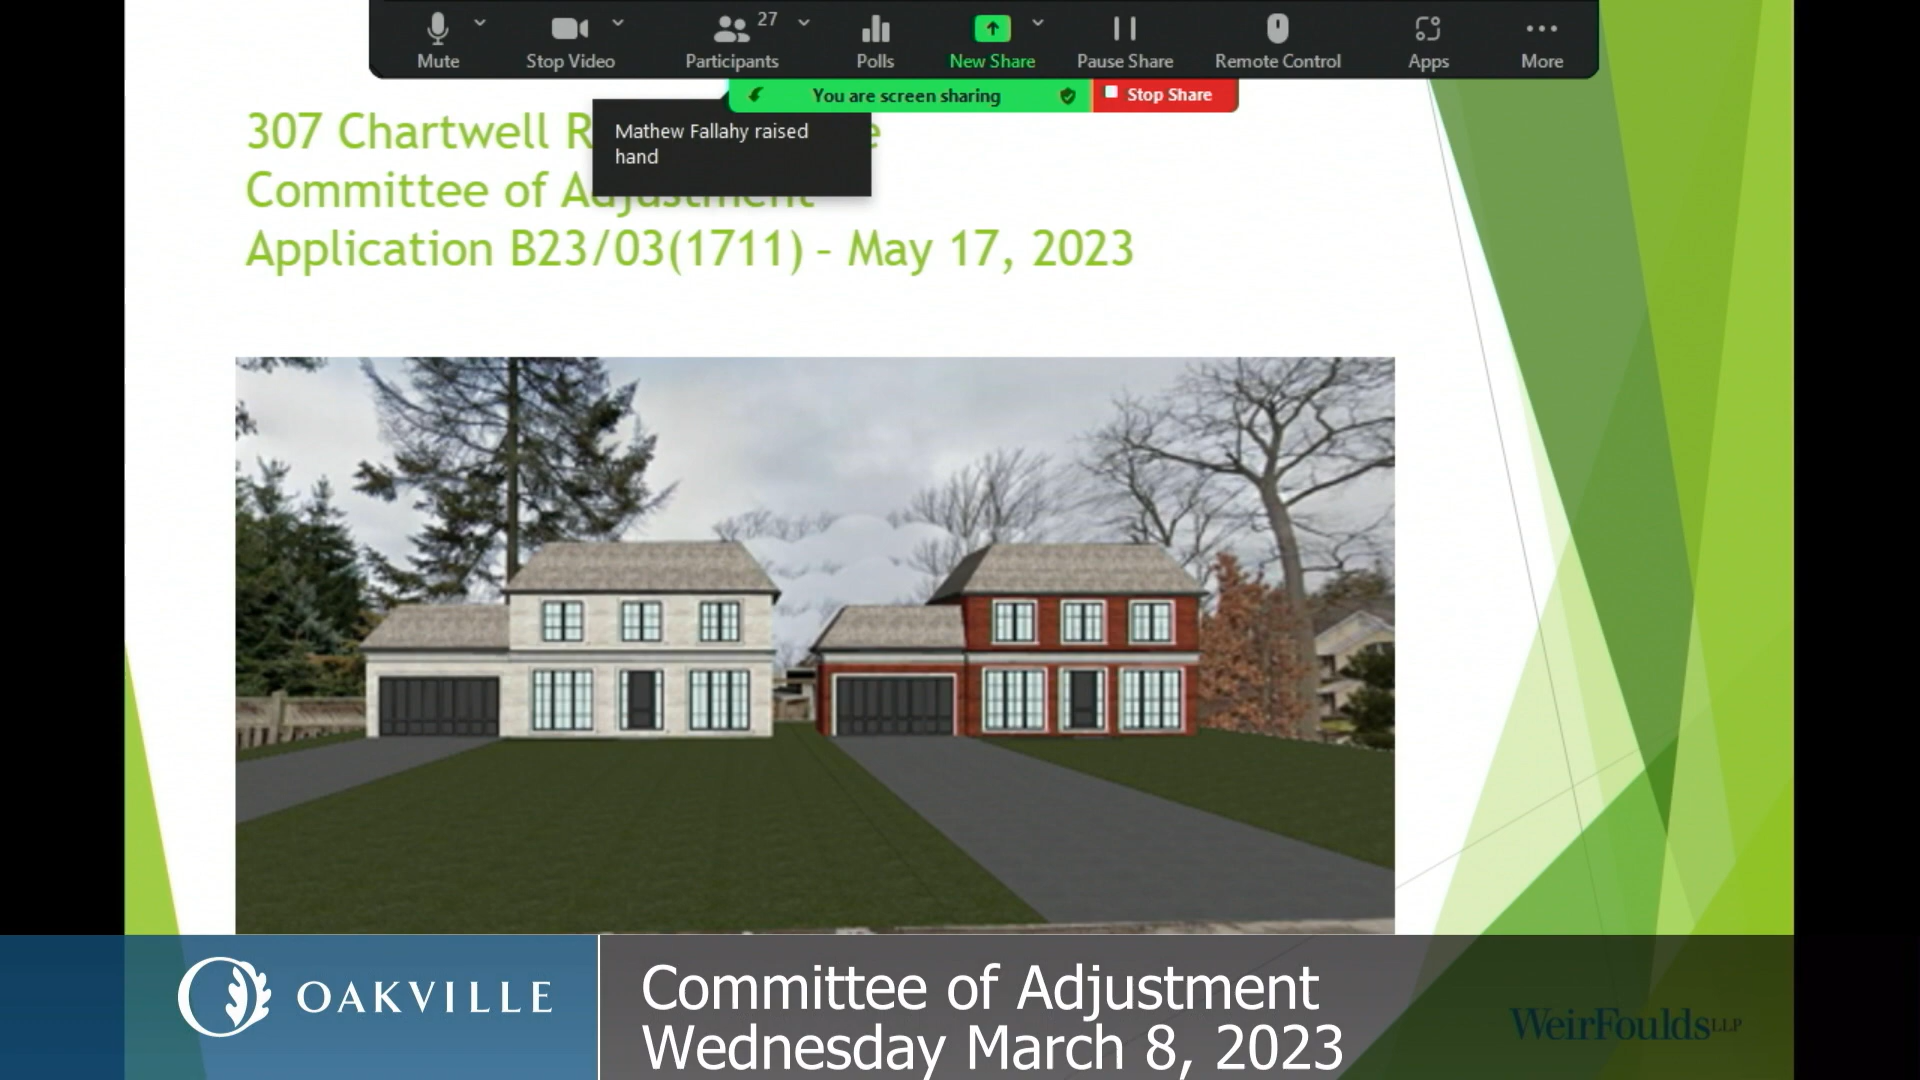 27
Mute
Stop Video
Participants
Polls
New Share
Pause Share
Remote Control
Apps
More
You are screen sharing
Stop Share
Mathew Fallahy raised
hand
307 Chartwell R
Committee of Adjustment
Application B23/03(1711) – May 17, 2023
OAKVILLE
Committee of Adjustment
Wednesday March 8, 2023
WeirFouldsLLP